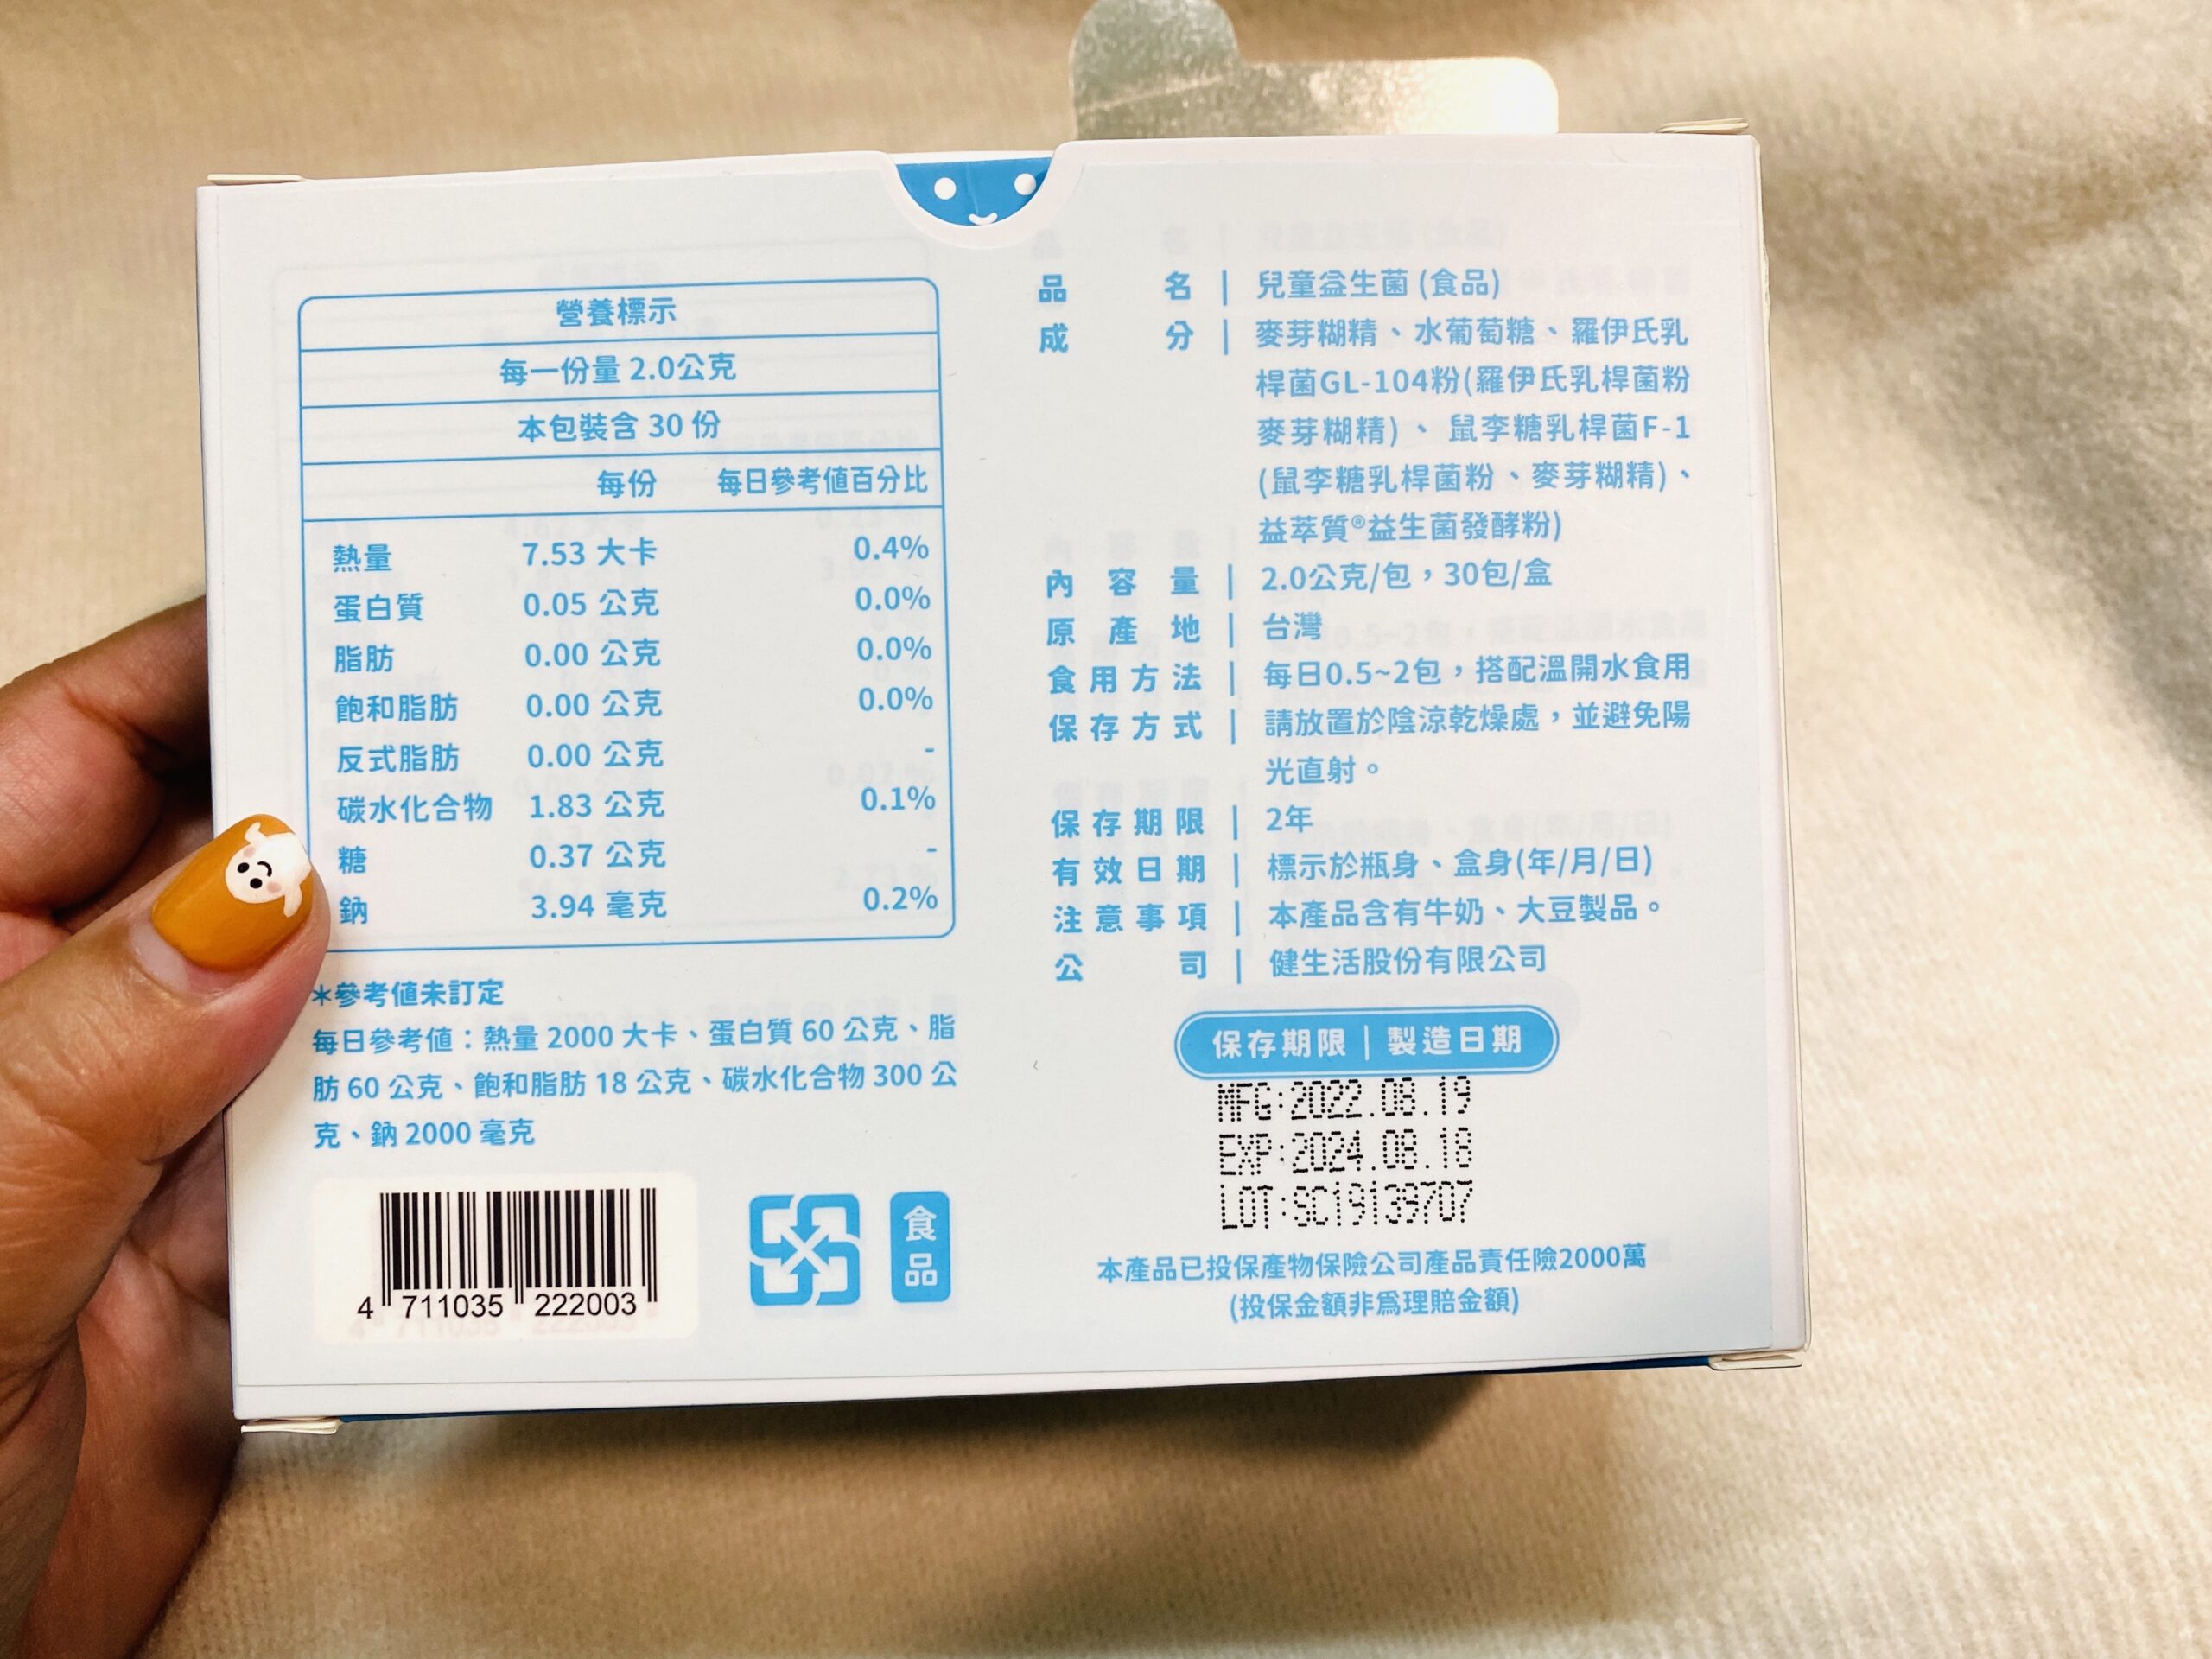 營養標示
每一份量 2.0公克
本包裝含 30 份
每份 每日參考值百分比
熱量 7.53 大卡 0.4%
蛋白質 0.05 公克 0.0%
脂肪 0.00 公克 0.0%
飽和脂肪 0.00 公克 0.0%
反式脂肪 0.00 公克 -
碳水化合物 1.83 公克 0.1%
糖 0.37 公克 -
鈉 3.94 毫克 0.2%
*參考值未訂定
每日參考值：熱量 2000 大卡、蛋白質 60 公克、脂
肪 60 公克、飽和脂肪 18 公克、碳水化合物 300 公
克、鈉 2000 毫克
4 711035 222003
食品
品名｜兒童益生菌 (食品)
成分｜麥芽糊精、水葡萄糖、羅伊氏乳
桿菌GL-104粉(羅伊氏乳桿菌粉
麥芽糊精)、鼠李糖乳桿菌F-1
(鼠李糖乳桿菌粉、麥芽糊精)、
益萃質®益生菌發酵粉)
內容量｜2.0公克/包，30包/盒
原產地｜台灣
食用方法｜每日0.5~2包，搭配溫開水食用
保存方式｜請放置於陰涼乾燥處，並避免陽
光直射。
保存期限｜2年
有效日期｜標示於瓶身、盒身(年/月/日)
注意事項｜本產品含有牛奶、大豆製品。
公司｜健生活股份有限公司
保存期限｜製造日期
MFG:2022.08.19
EXP:2024.08.18
LOT:SC19139707
本產品已投保產物保險公司產品責任險2000萬
(投保金額非為理賠金額)